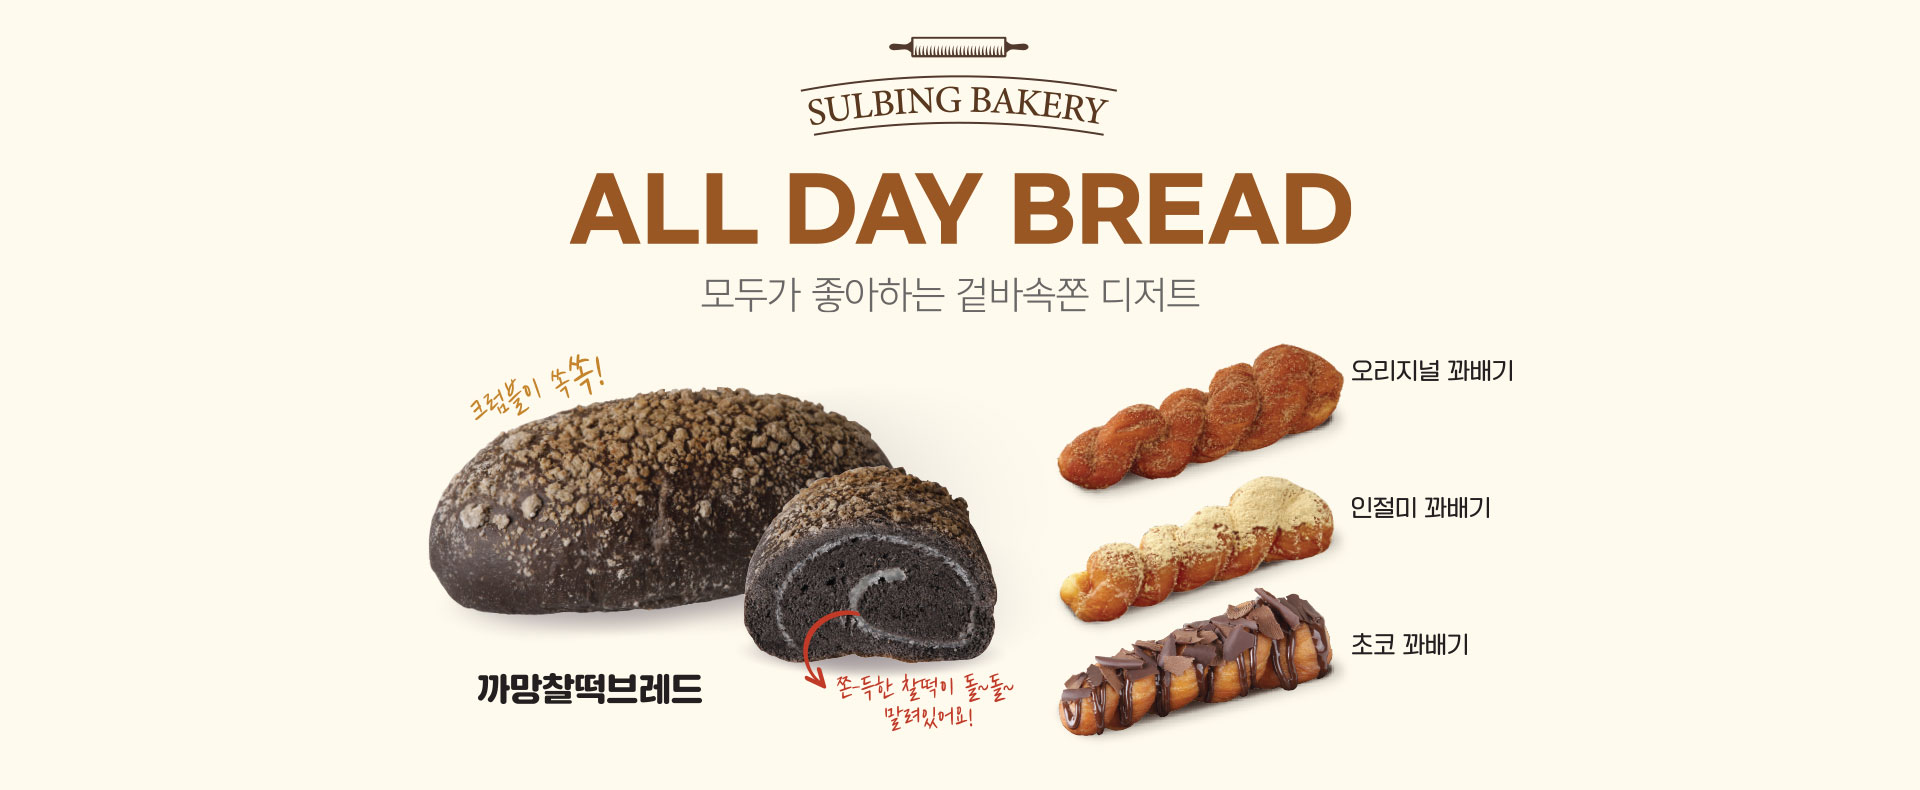 SULBING BAKERY
ALL DAY BREAD
모두가 좋아하는 겉바속쫀 디저트
크럼블이 쏙쏙!
까망찰떡브레드
쫀-득한 찰떡이 돌~돌~
말려있어요!
오리지널 꽈배기
인절미 꽈배기
초코 꽈배기